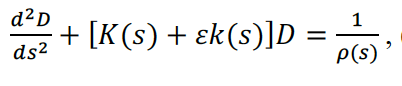 d²D/ds² + [K(s) + εk(s)]D = 1/ρ(s) , (